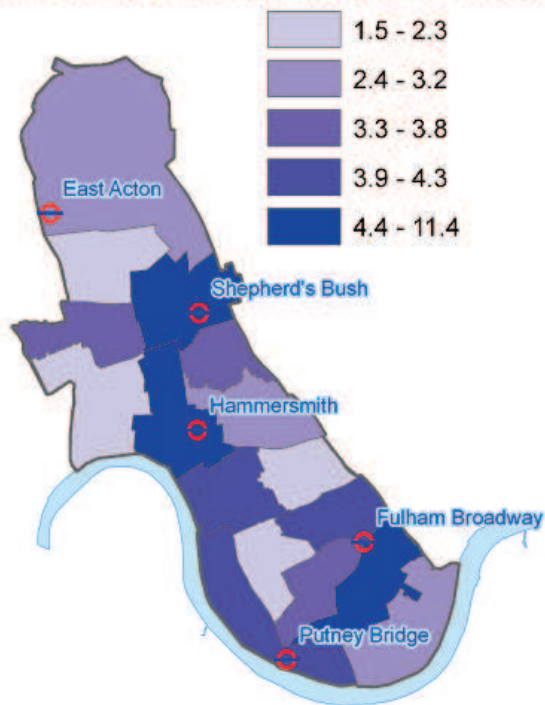 1.5 - 2.3
2.4 - 3.2
3.3 - 3.8
3.9 - 4.3
4.4 - 11.4
East Acton
Shepherd's Bush
Hammersmith
Fulham Broadway
Putney Bridge